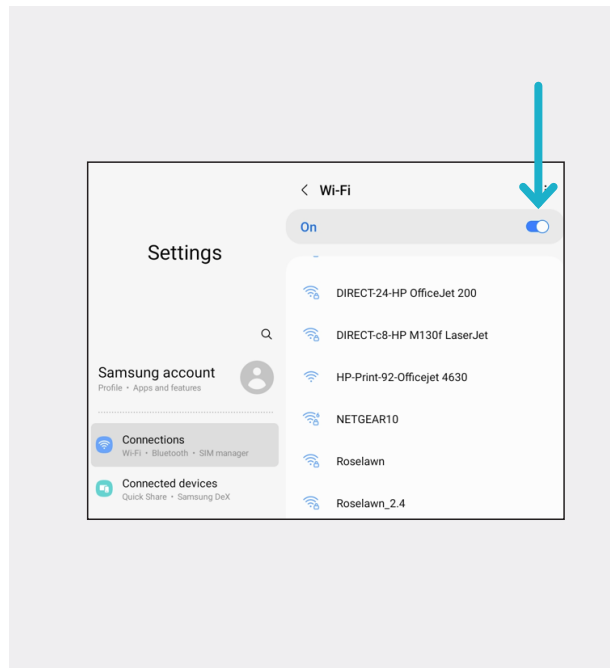 Wi-Fi
On
Settings
DIRECT-24-HP OfficeJet 200
DIRECT-c8-HP M130f LaserJet
Samsung account
Profile • Apps and features
HP-Print-92-Officejet 4630
NETGEAR10
Connections
Wi-Fi • Bluetooth • SIM manager
Roselawn
Connected devices
Quick Share • Samsung DeX
Roselawn_2.4